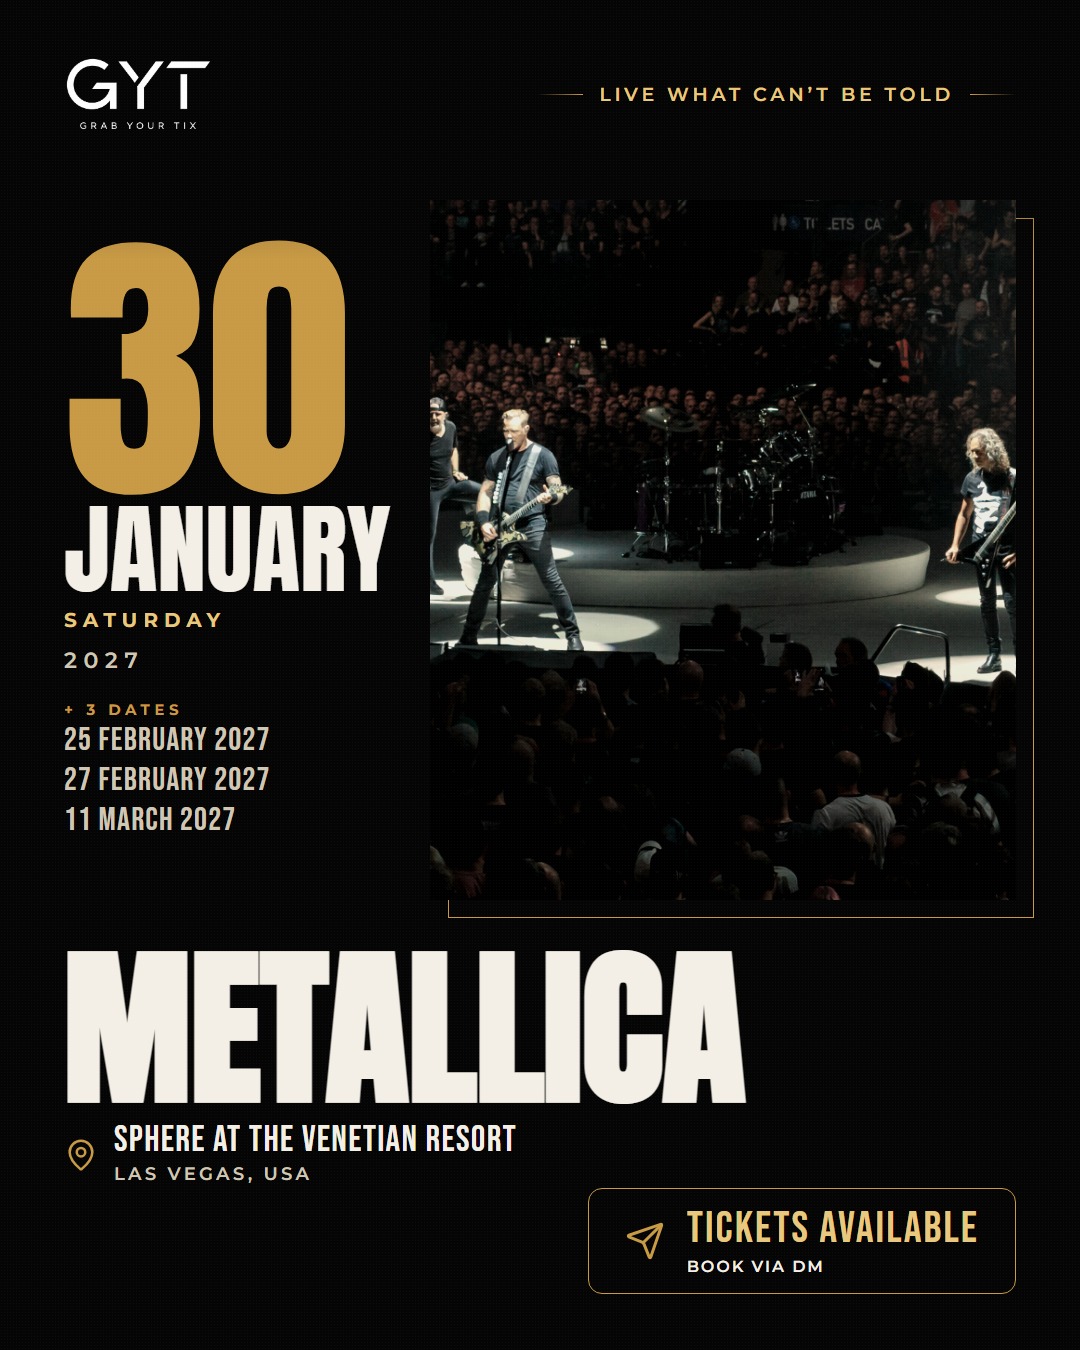 GYT
GRAB YOUR TIX
LIVE WHAT CAN’T BE TOLD
30
JANUARY
SATURDAY
2027
+ 3 DATES
25 FEBRUARY 2027
27 FEBRUARY 2027
11 MARCH 2027
METALLICA
SPHERE AT THE VENETIAN RESORT
LAS VEGAS, USA
TICKETS AVAILABLE
BOOK VIA DM